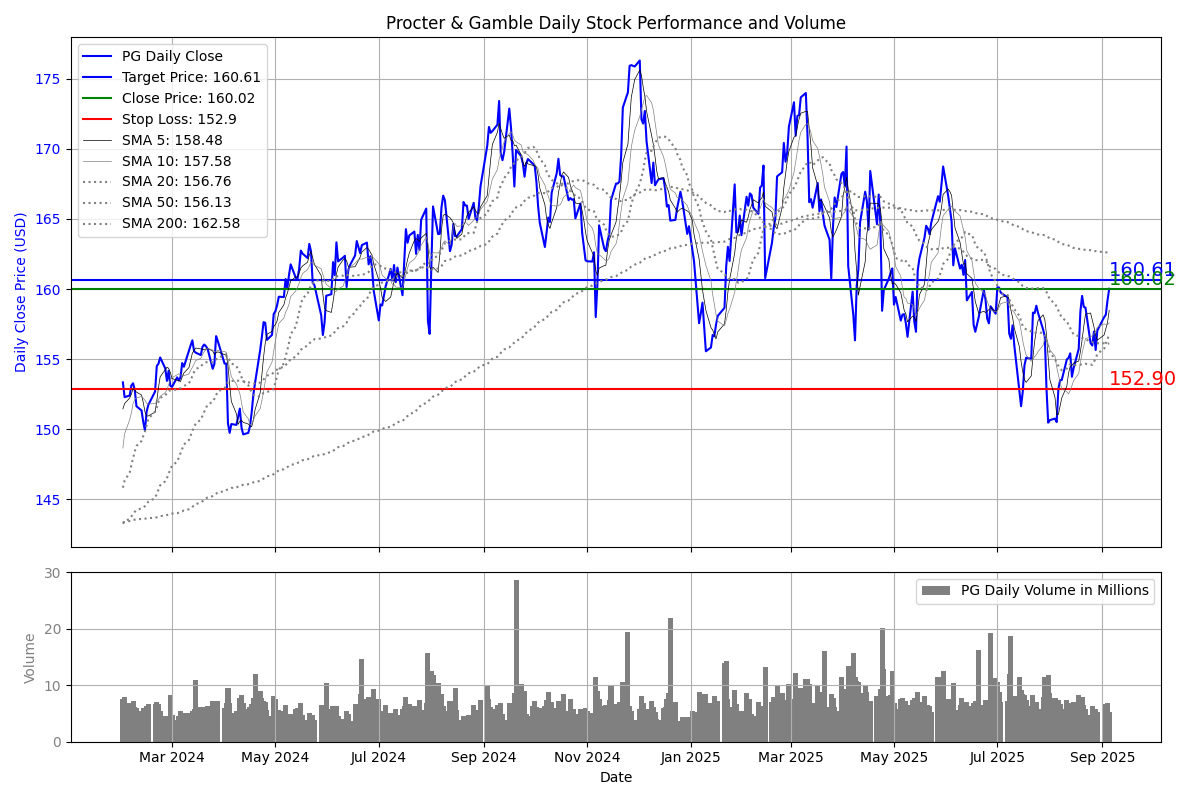 Procter & Gamble Daily Stock Performance and Volume
PG Daily Close
Target Price: 160.61
Close Price: 160.02
Stop Loss: 152.9
SMA 5: 158.48
SMA 10: 157.58
SMA 20: 156.76
SMA 50: 156.13
SMA 200: 162.58
Daily Close Price (USD)
175
170
165
160
155
150
145
160.61
160.02
152.90
PG Daily Volume in Millions
Volume
30
20
10
0
Mar 2024 May 2024 Jul 2024 Sep 2024 Nov 2024 Jan 2025 Mar 2025 May 2025 Jul 2025 Sep 2025
Date